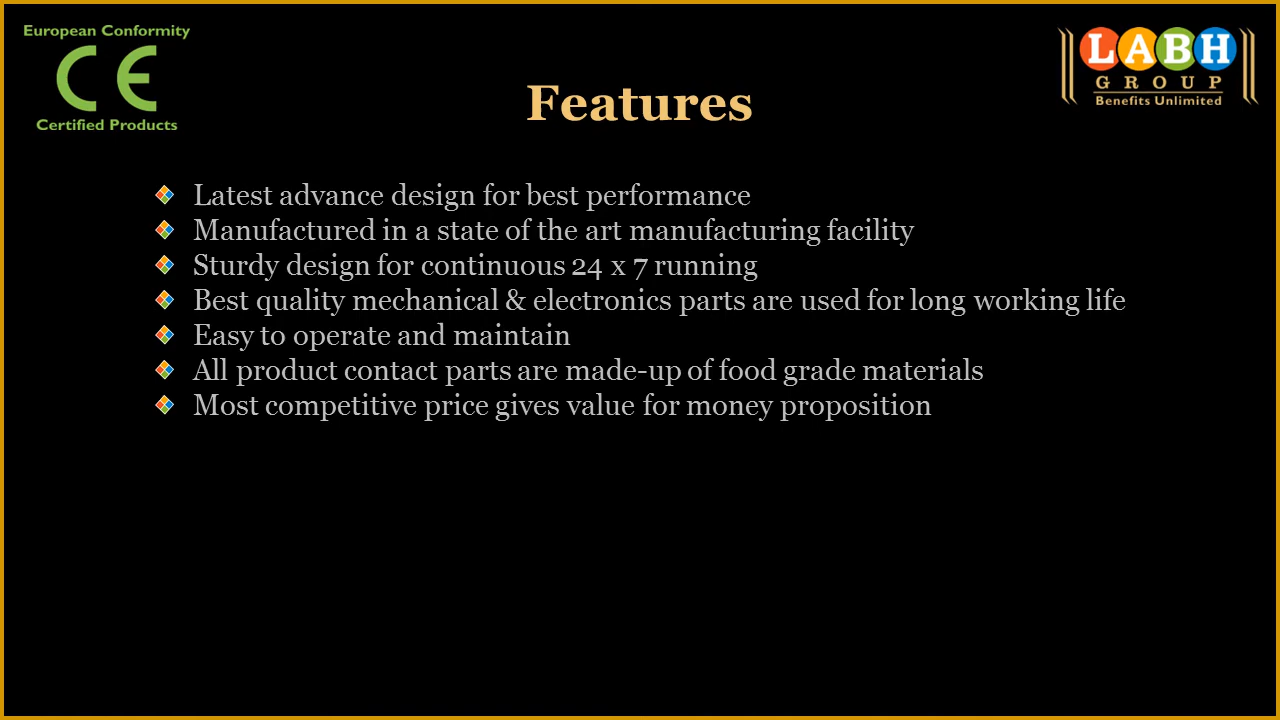 European Conformity
CE
Certified Products
LABH
GROUP
Benefits Unlimited
Features
Latest advance design for best performance
Manufactured in a state of the art manufacturing facility
Sturdy design for continuous 24 x 7 running
Best quality mechanical & electronics parts are used for long working life
Easy to operate and maintain
All product contact parts are made-up of food grade materials
Most competitive price gives value for money proposition